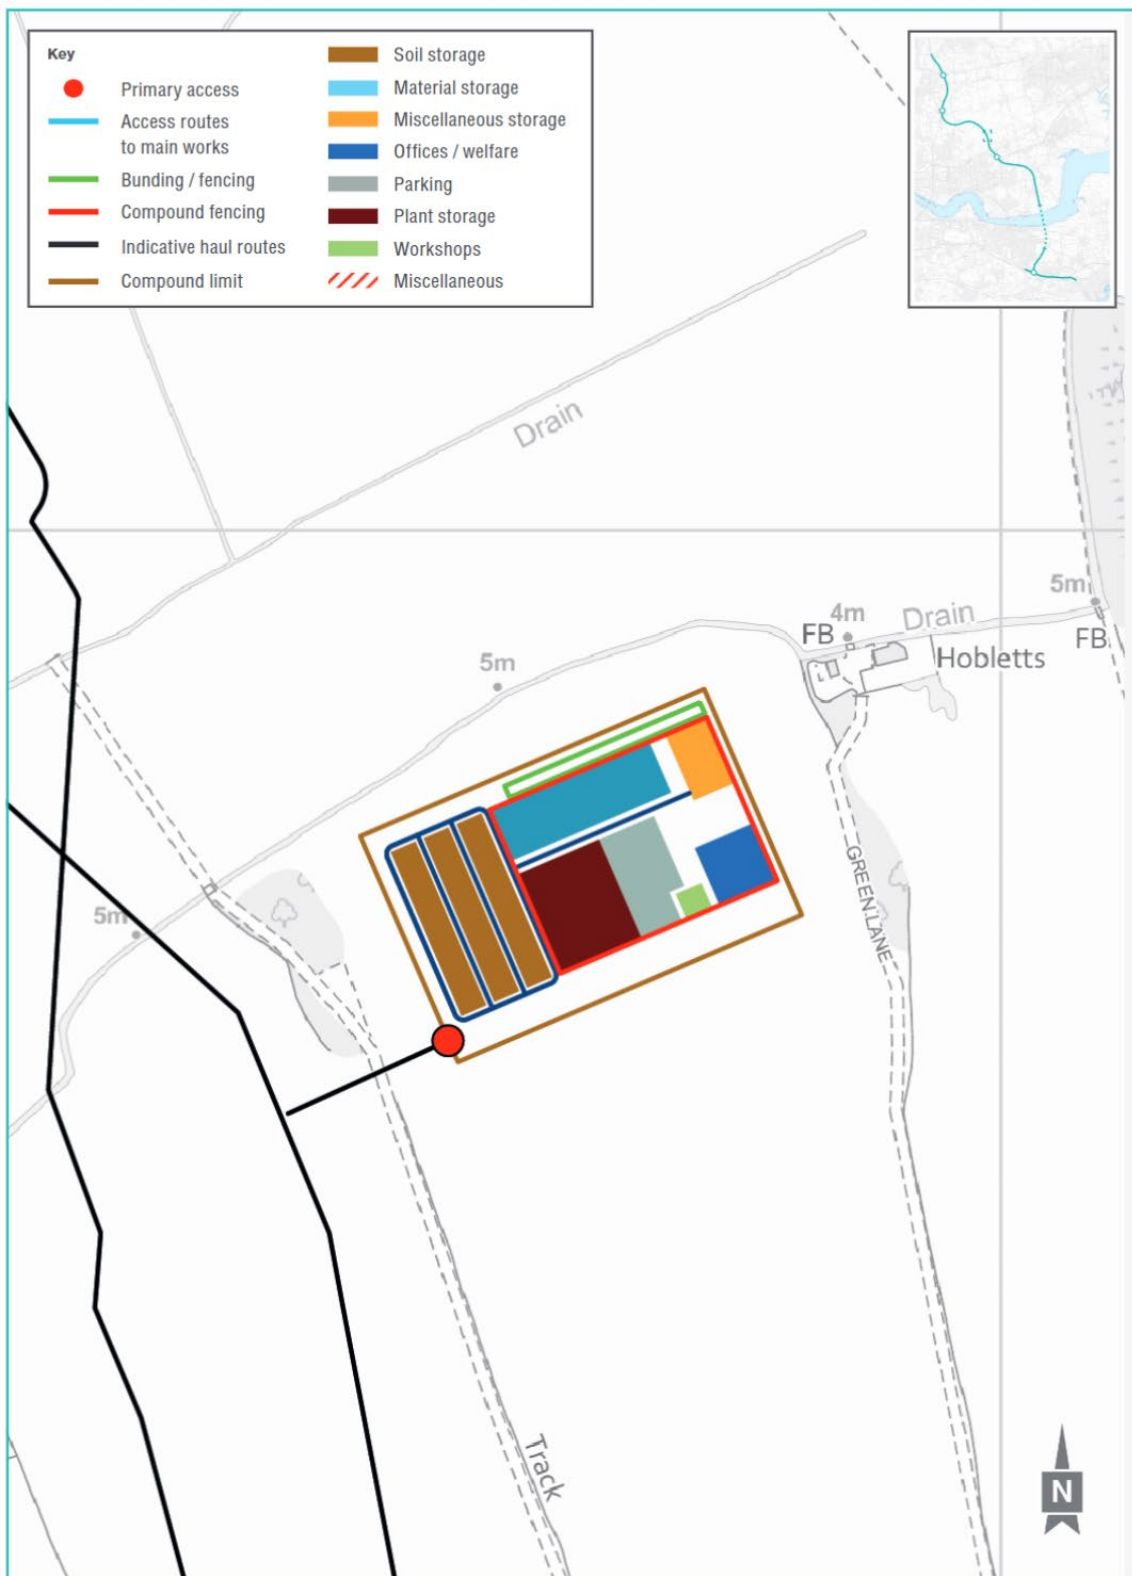 Key
Primary access
Access routes
to main works
Bunding / fencing
Compound fencing
Indicative haul routes
Compound limit
Soil storage
Material storage
Miscellaneous storage
Offices / welfare
Parking
Plant storage
Workshops
Miscellaneous
Drain
5m
4m
Drain
FB
FB
Hobletts
5m
GREEN LANE
5m
Track
N